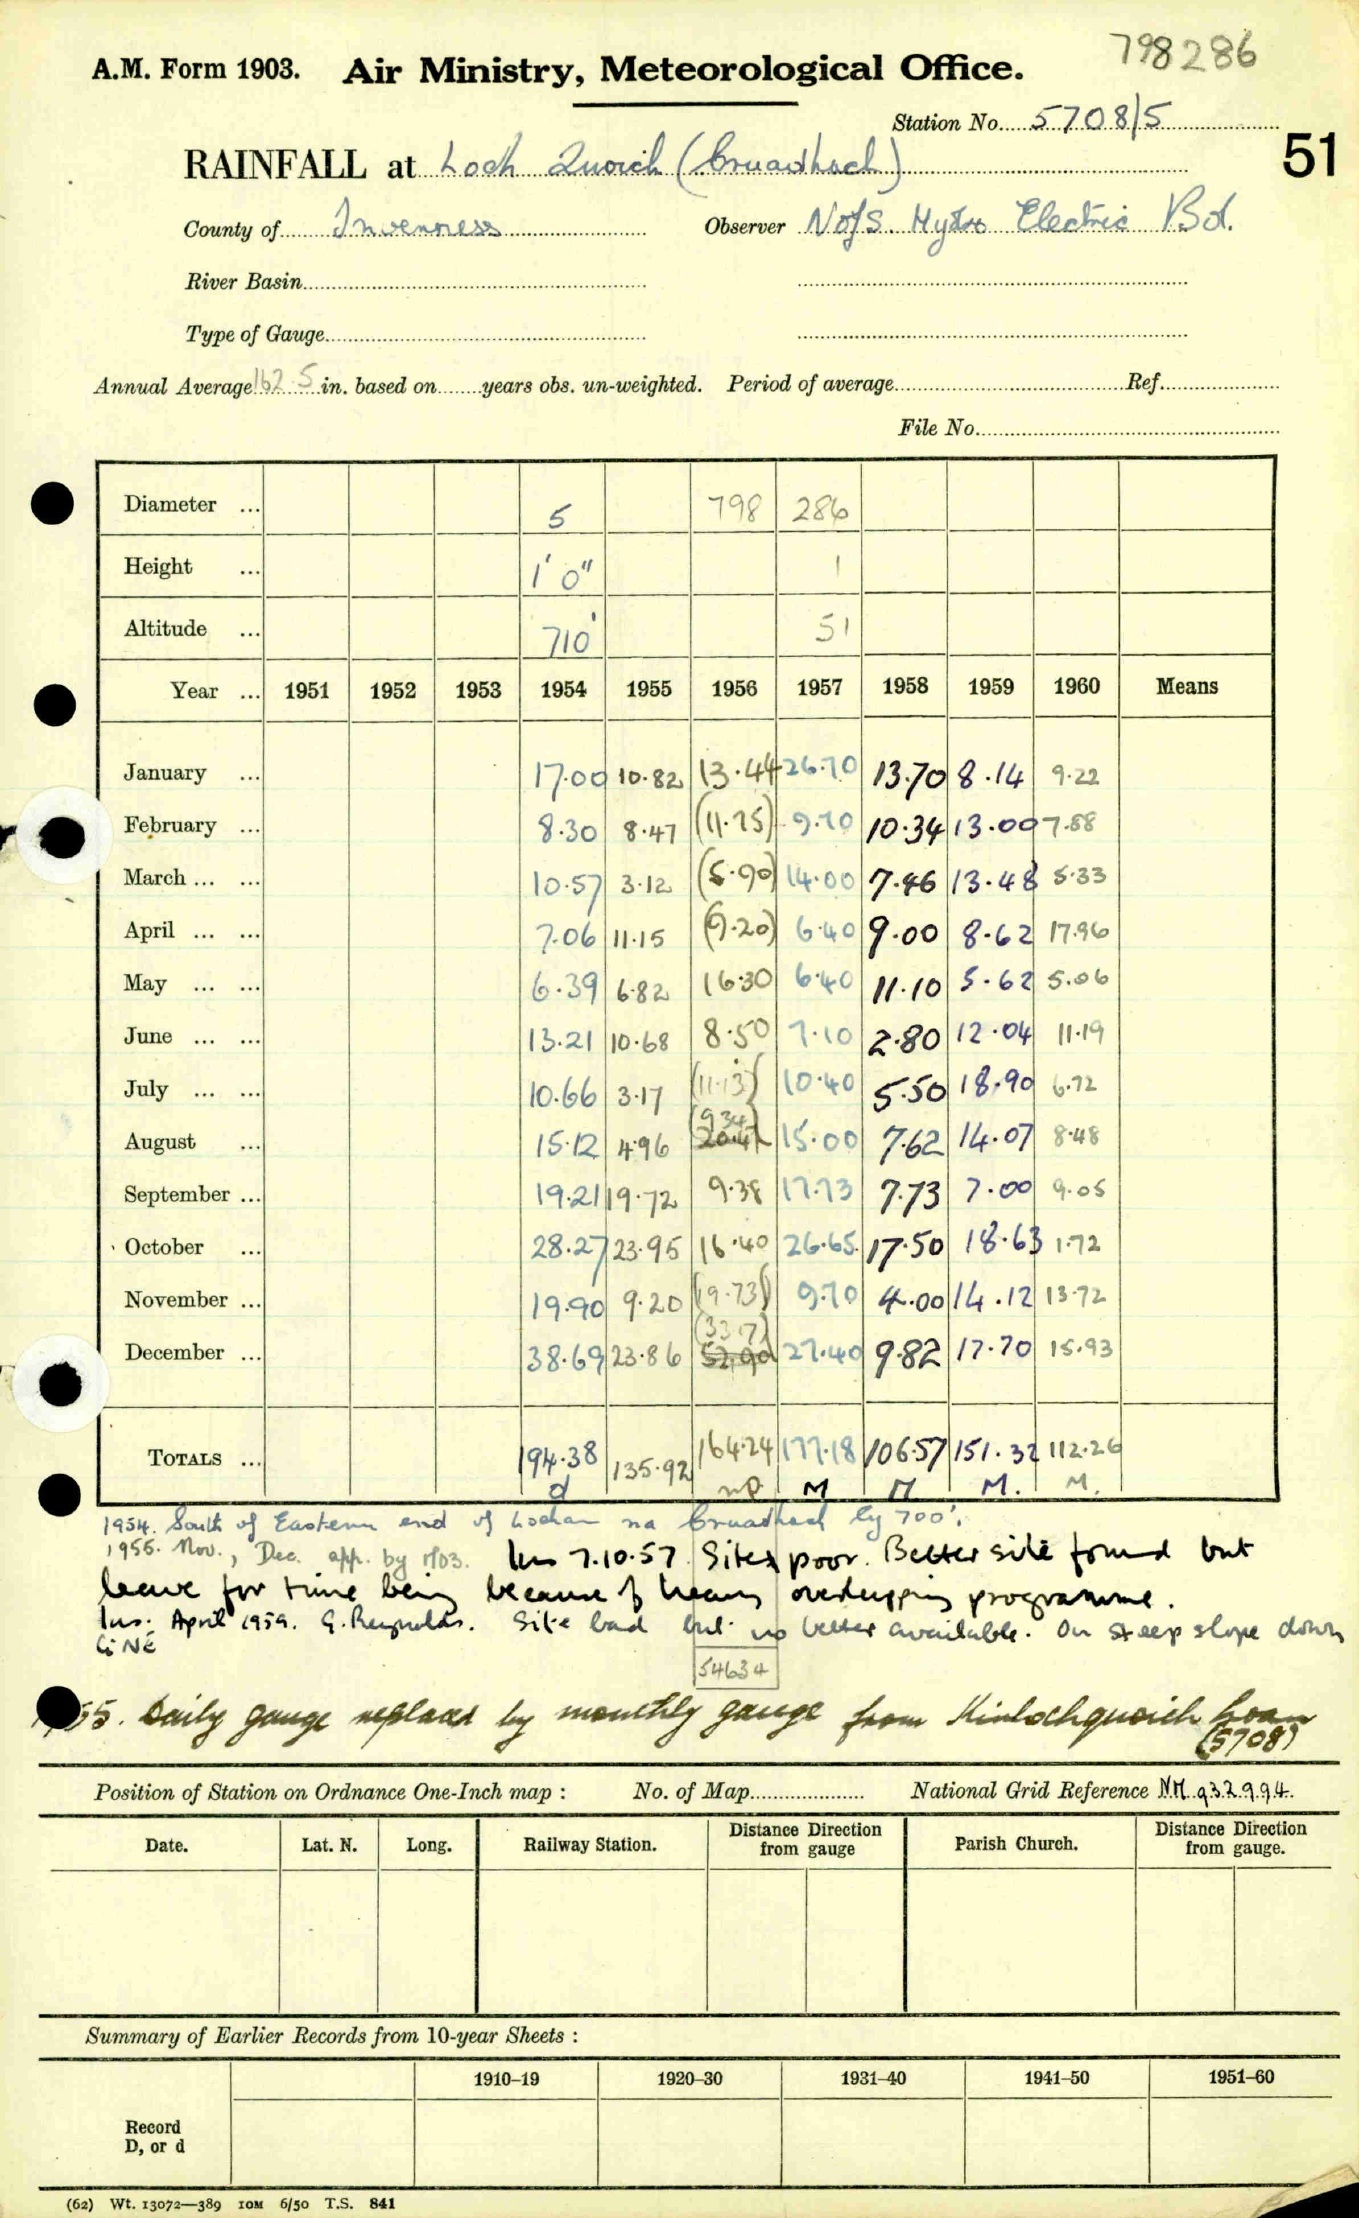 798286
A.M. Form 1903. Air Ministry, Meteorological Office.
Station No. 5708/5
51
RAINFALL at Loch Quoich (Cruadhach)
County of Inverness Observer N of S. Hydro Electric Bd.
River Basin
Type of Gauge
Annual Average 162.5 in. based on years obs. un-weighted. Period of average Ref.
File No.
Diameter ... 5 798 286
Height ... 1' 0" 1
Altitude ... 710' 51
Year ... 1951 1952 1953 1954 1955 1956 1957 1958 1959 1960 Means
January ... 17.00 10.82 13.44 26.70 13.70 8.14 9.22
February ... 8.30 8.47 (11.75) 9.70 10.34 13.00 7.88
March ... ... 10.57 3.12 (5.90) 14.00 7.46 13.48 5.33
April ... ... 7.06 11.15 (9.20) 6.40 9.00 8.62 17.96
May ... ... 6.39 6.82 16.30 6.40 11.10 5.62 5.06
June ... ... 13.21 10.68 8.50 7.10 2.80 12.04 11.19
July ... ... 10.66 3.17 (11.13) 10.40 5.50 18.90 6.72
(9.34)
August ... 15.12 4.96 20.47 15.00 7.62 14.07 8.48
September ... 19.21 19.72 9.38 17.73 7.73 7.00 9.05
October ... 28.27 23.95 16.40 26.65 17.50 18.63 1.72
November ... 19.90 9.20 (19.73) 9.70 4.00 14.12 13.72
(33.17)
December ... 38.69 23.86 52.90 27.40 9.82 17.70 15.93
TOTALS ... 194.38 135.92 164.24 177.18 106.57 151.32 112.26
d M M M. M.
1954. South of Eastern end of Lochan na Cruadhach by 700'.
1955. Nov., Dec. app. by M03. Ins 7.10.57. Site poor. Better site found but
leave for time being because of heavy overlapping programme.
Ins. April 1959. G. Reynolds. Site bad but no better available. On steep slope down
to NE
54634
1955. Daily gauge replaced by monthly gauge from Kinlochquoich
(5708)
Position of Station on Ordnance One-Inch map : No. of Map National Grid Reference NM 932994.
Date. Lat. N. Long. Railway Station. Distance Direction from gauge Parish Church. Distance Direction from gauge.
Summary of Earlier Records from 10-year Sheets :
1910–19 1920–30 1931–40 1941–50 1951–60
Record
D, or d
(62) Wt. 13072—389 10M 6/50 T.S. 841